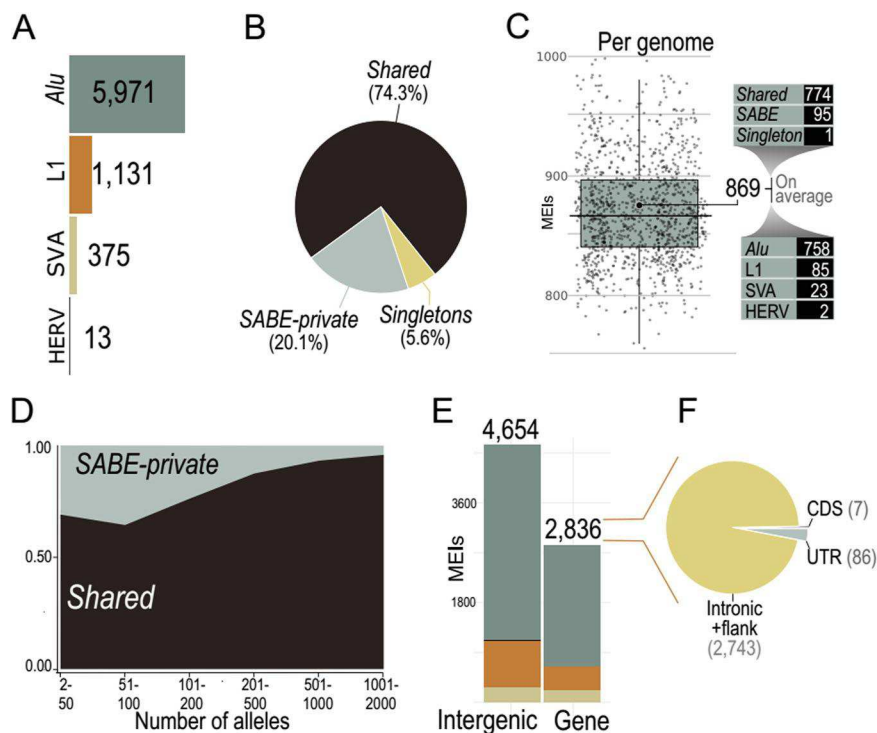 A
Alu
5,971
L1
1,131
SVA
375
HERV
13
B
Shared
(74.3%)
SABE-private
(20.1%)
Singletons
(5.6%)
C
Per genome
1000
900
800
MEIs
Shared 774
SABE 95
Singleton 1
869
On
average
Alu 758
L1 85
SVA 23
HERV 2
D
1.00
0.50
0.00
SABE-private
Shared
2-
50
51-
100
101-
200
201-
500
501-
1000
1001-
2000
Number of alleles
E
4,654
2,836
3600
1800
MEIs
Intergenic
Gene
F
CDS (7)
UTR (86)
Intronic
+flank
(2,743)